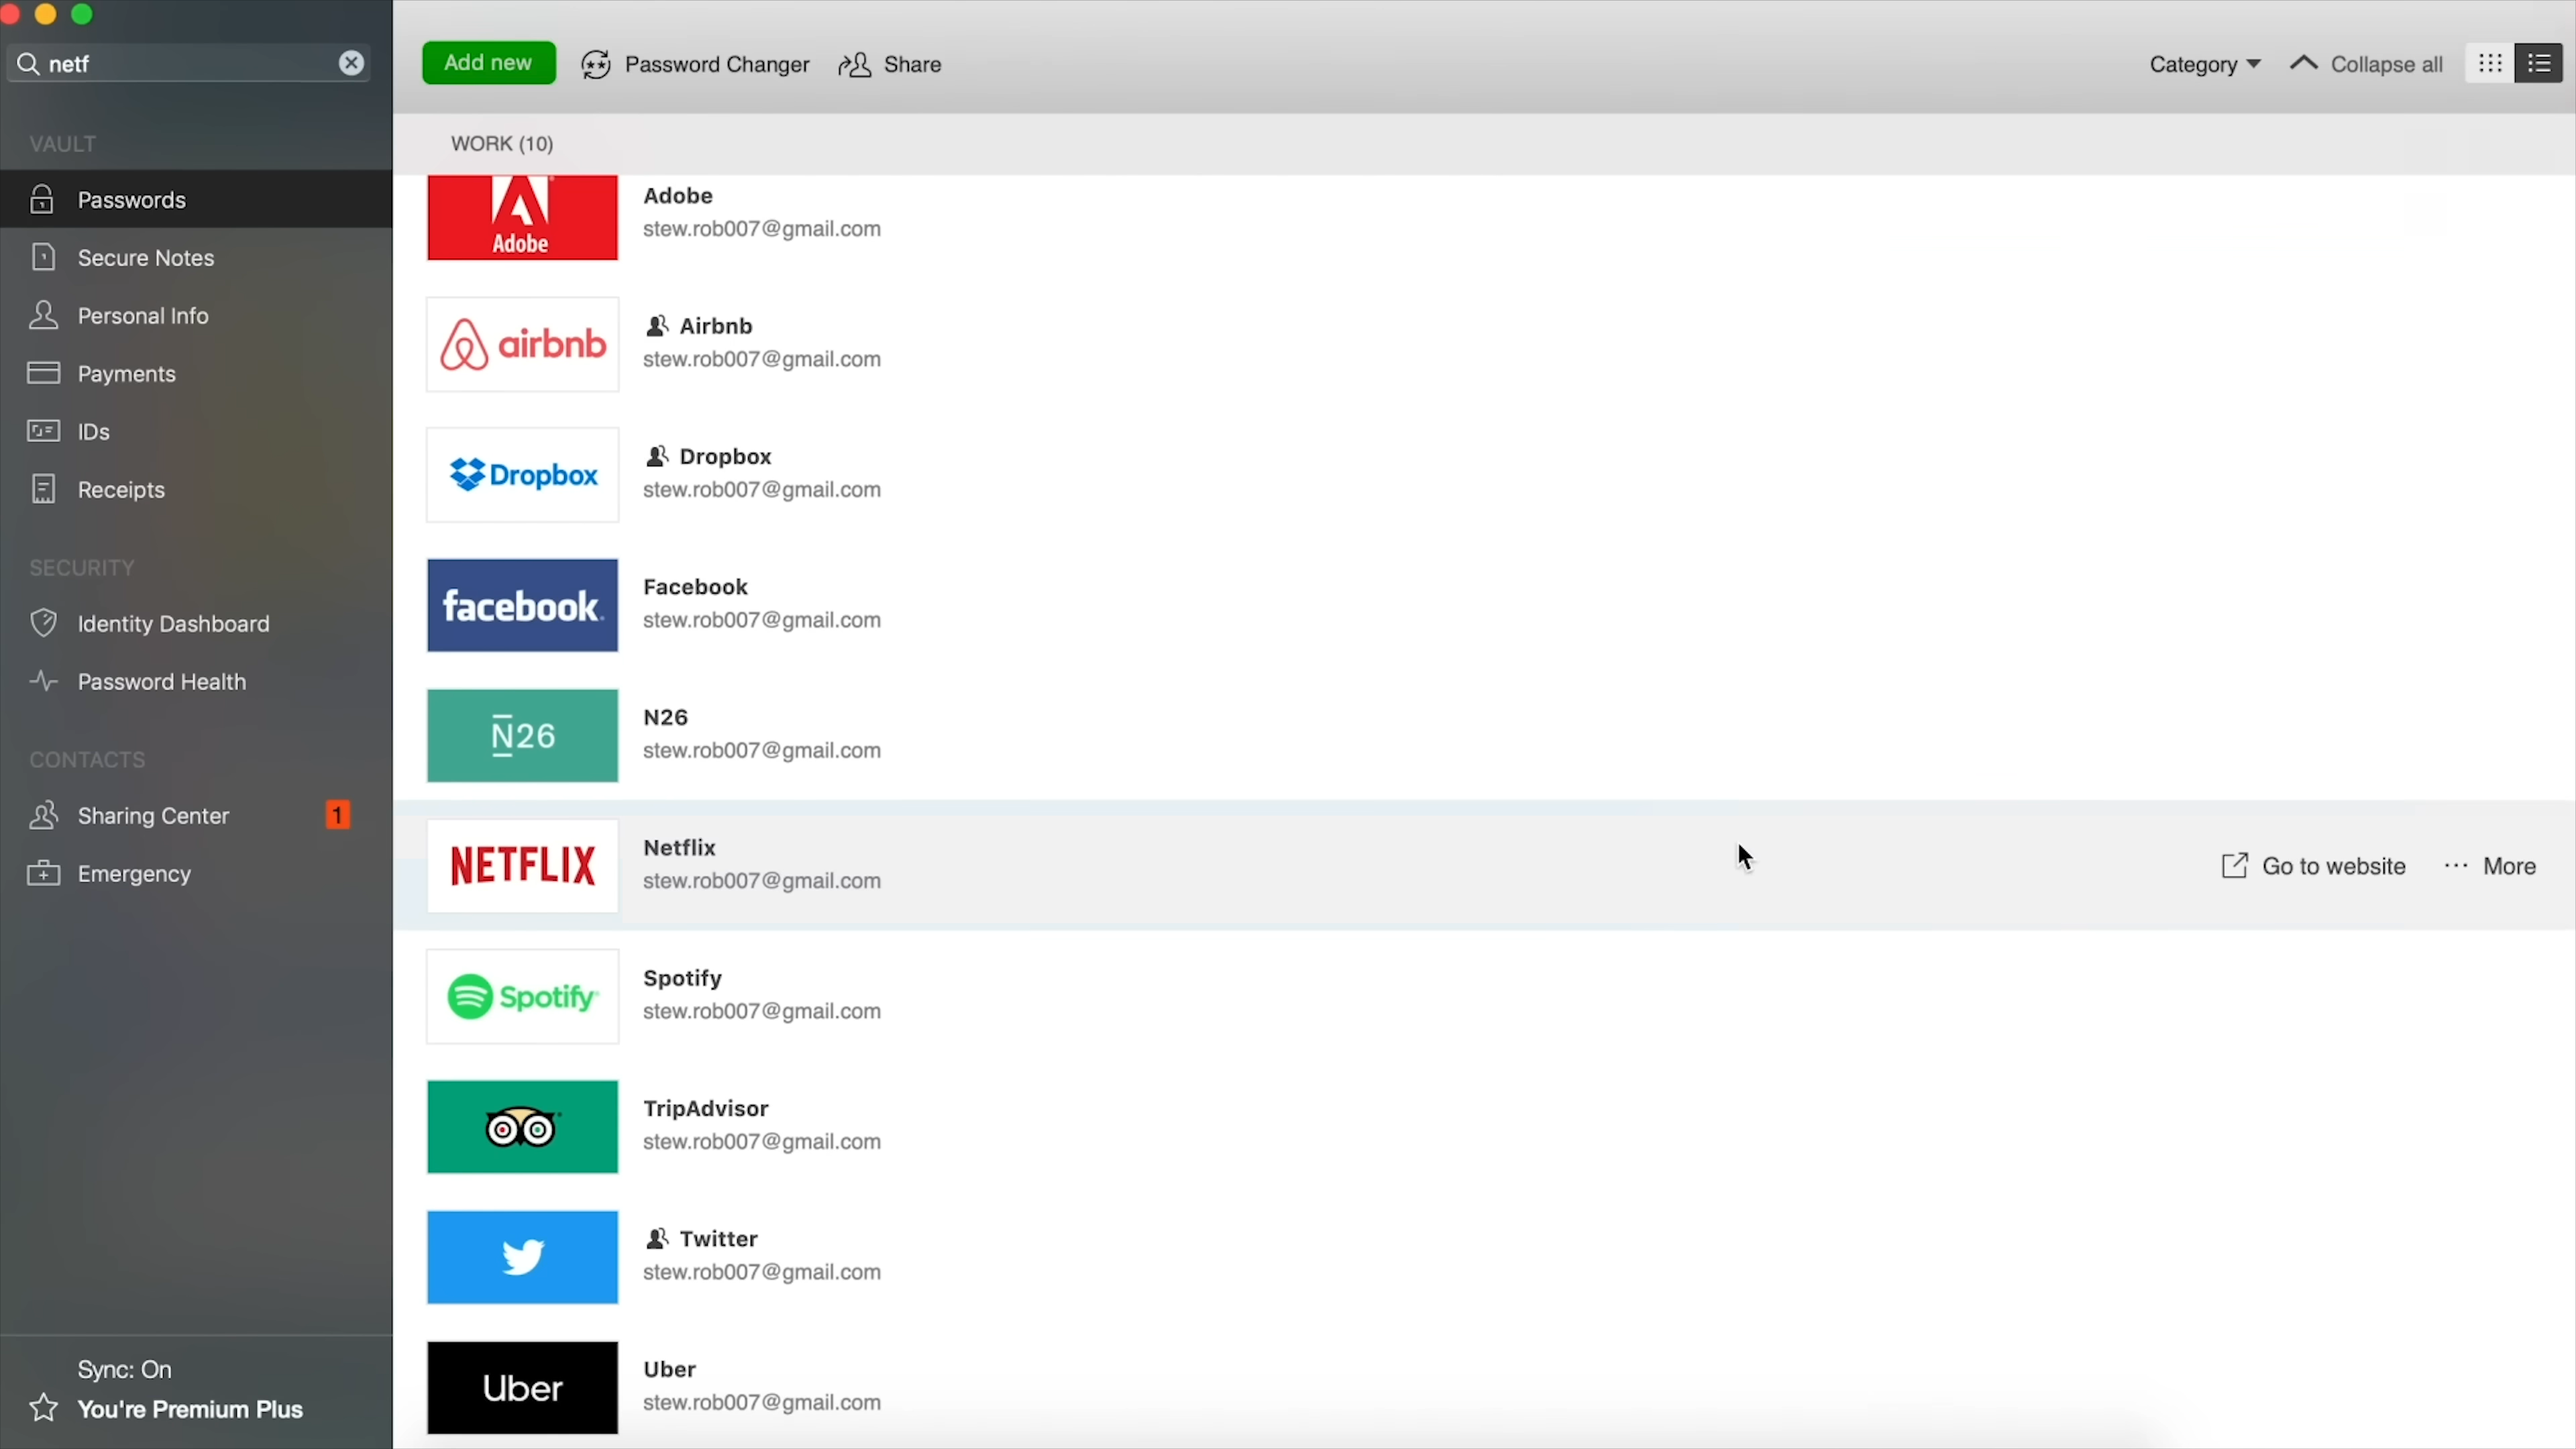 netf
VAULT
Passwords
Secure Notes
Personal Info
Payments
IDs
Receipts
SECURITY
Identity Dashboard
Password Health
CONTACTS
Sharing Center 1
Emergency
Sync: On
You're Premium Plus
Add new Password Changer Share Category Collapse all
WORK (10)
Adobe
Adobe
stew.rob007@gmail.com
airbnb
Airbnb
stew.rob007@gmail.com
Dropbox
Dropbox
stew.rob007@gmail.com
facebook
Facebook
stew.rob007@gmail.com
N26
N26
stew.rob007@gmail.com
NETFLIX
Netflix
stew.rob007@gmail.com
Go to website ··· More
Spotify
Spotify
stew.rob007@gmail.com
TripAdvisor
stew.rob007@gmail.com
Twitter
stew.rob007@gmail.com
Uber
Uber
stew.rob007@gmail.com